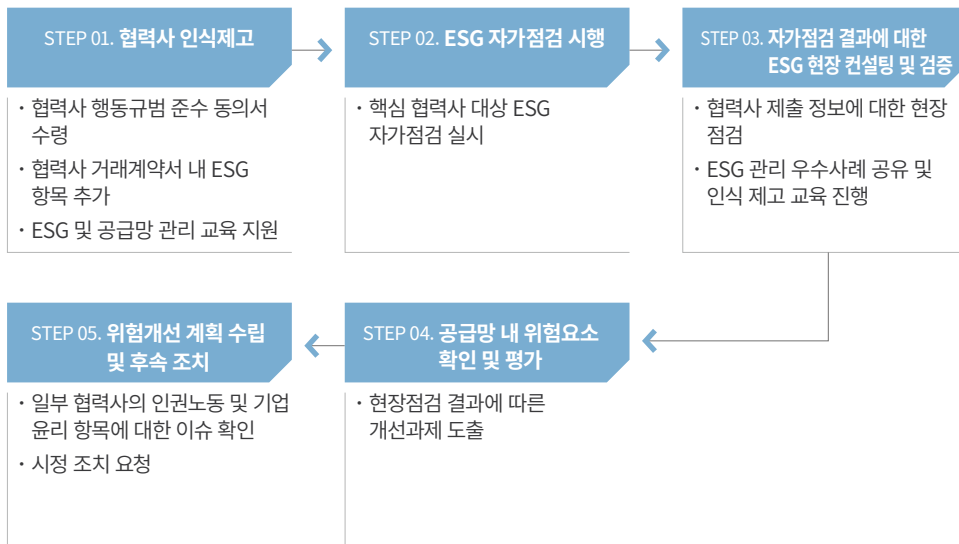 STEP 01. 협력사 인식제고
· 협력사 행동규범 준수 동의서
수령
· 협력사 거래계약서 내 ESG
항목 추가
· ESG 및 공급망 관리 교육 지원
STEP 02. ESG 자가점검 시행
· 핵심 협력사 대상 ESG
자가점검 실시
STEP 03. 자가점검 결과에 대한
ESG 현장 컨설팅 및 검증
· 협력사 제출 정보에 대한 현장
점검
· ESG 관리 우수사례 공유 및
인식 제고 교육 진행
STEP 04. 공급망 내 위험요소
확인 및 평가
· 현장점검 결과에 따른
개선과제 도출
STEP 05. 위험개선 계획 수립
및 후속 조치
· 일부 협력사의 인권노동 및 기업
윤리 항목에 대한 이슈 확인
· 시정 조치 요청